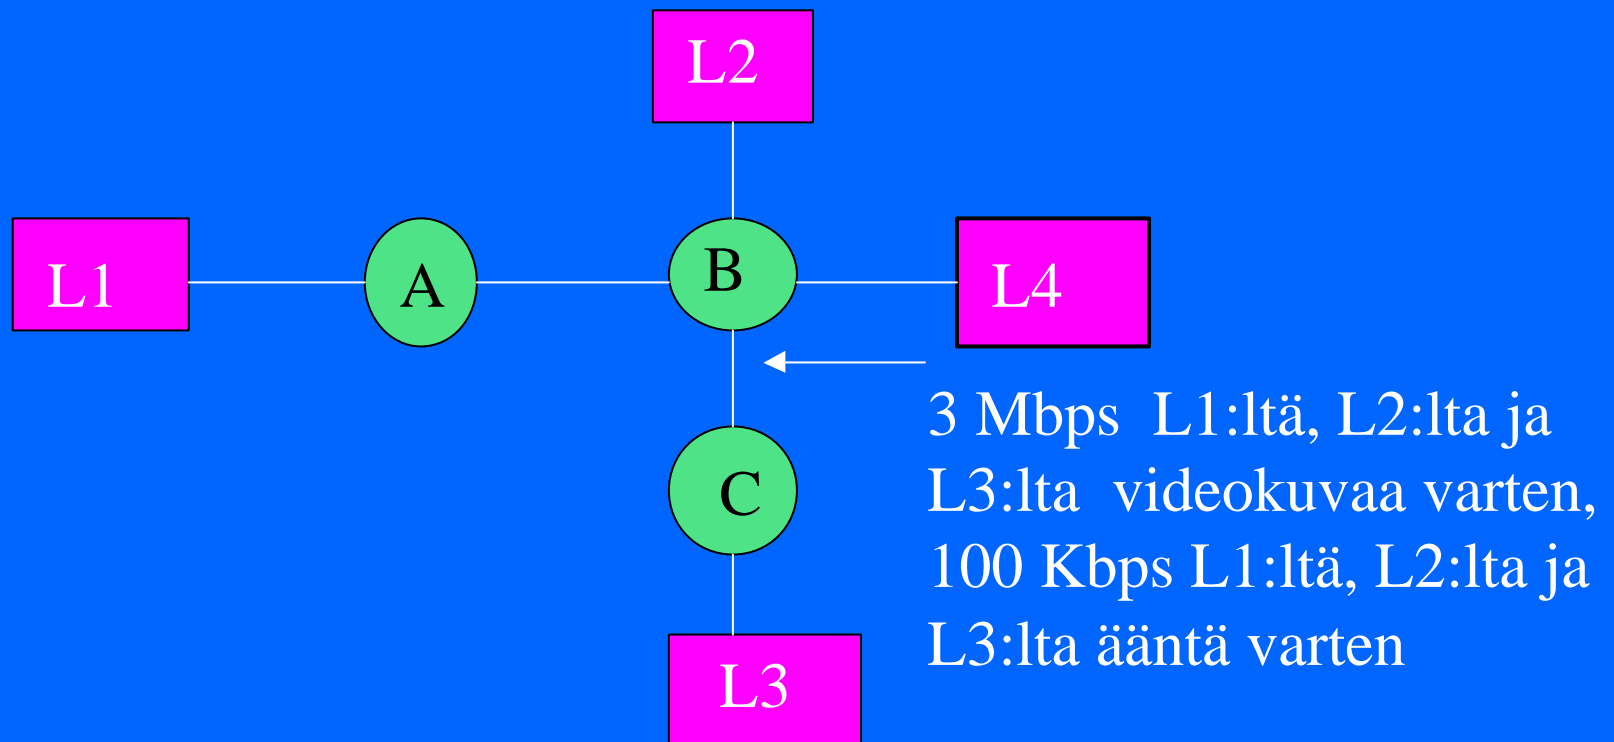 L2
L1
A
B
L4
3 Mbps L1:ltä, L2:lta ja
L3:lta videokuvaa varten,
C
100 Kbps L1:ltä, L2:lta ja
L3:lta ääntä varten
L3